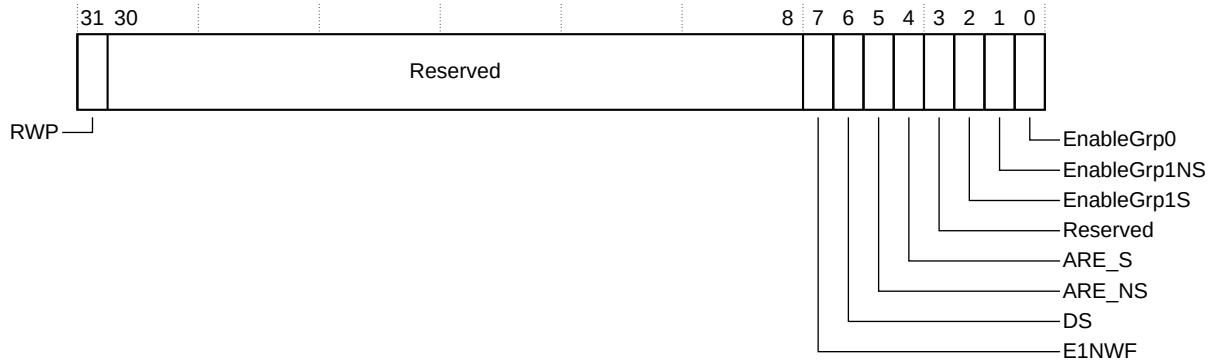 31 30 8 7 6 5 4 3 2 1 0
Reserved
RWP
EnableGrp0
EnableGrp1NS
EnableGrp1S
Reserved
ARE_S
ARE_NS
DS
E1NWF